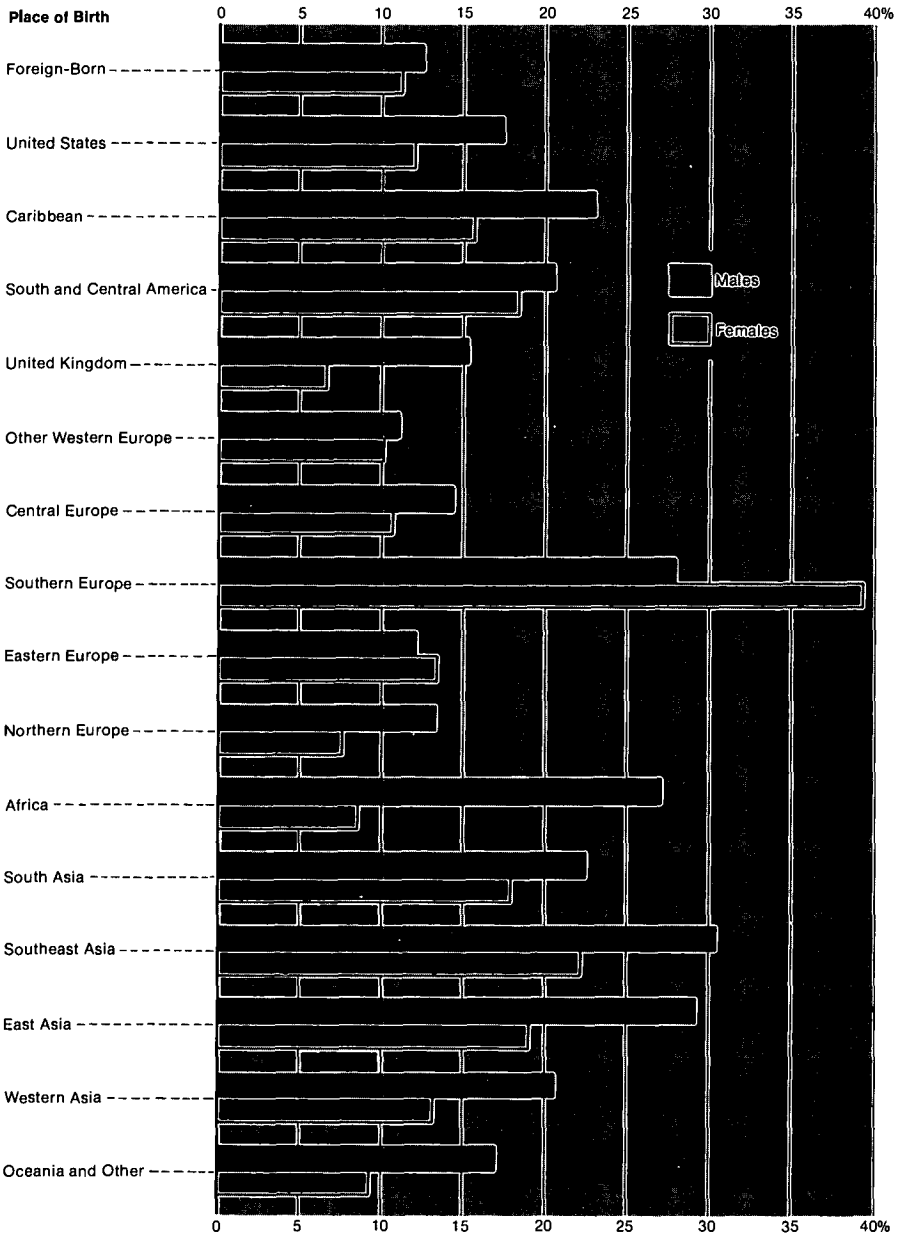 Place of Birth
0 5 10 15 20 25 30 35 40%
Foreign-Born
United States
Caribbean
South and Central America
Males
Females
United Kingdom
Other Western Europe
Central Europe
Southern Europe
Eastern Europe
Northern Europe
Africa
South Asia
Southeast Asia
East Asia
Western Asia
Oceania and Other
0 5 10 15 20 25 30 35 40%